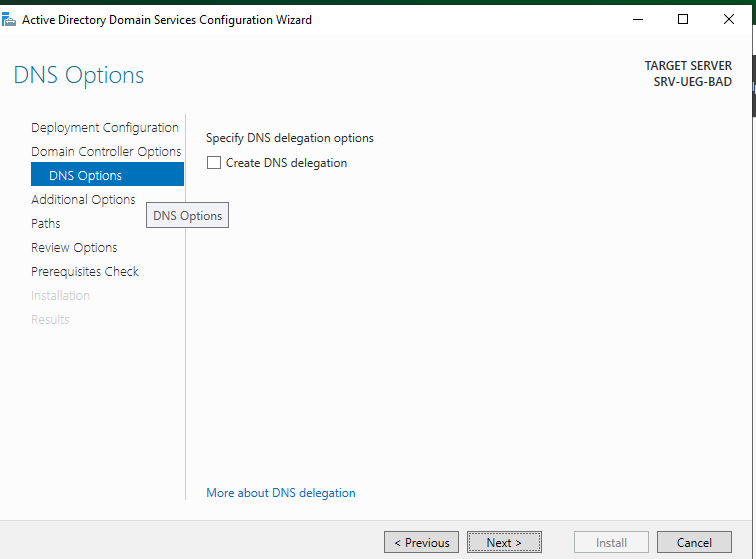 Active Directory Domain Services Configuration Wizard
DNS Options
TARGET SERVER
SRV-UEG-BAD
Deployment Configuration
Domain Controller Options
DNS Options
Additional Options
DNS Options
Paths
Review Options
Prerequisites Check
Installation
Results
Specify DNS delegation options
Create DNS delegation
More about DNS delegation
< Previous
Next >
Install
Cancel